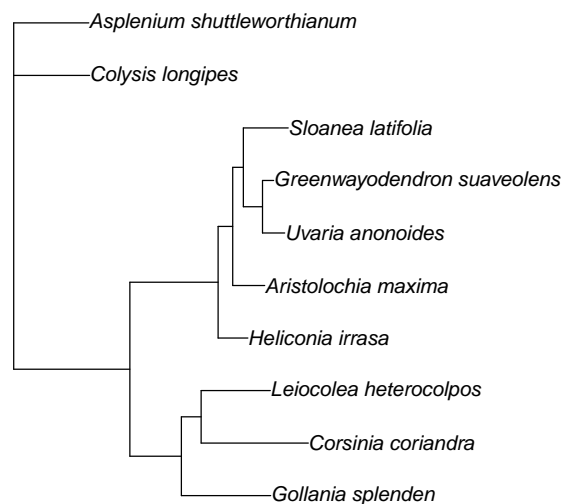 Asplenium shuttleworthianum
Colysis longipes
Sloanea latifolia
Greenwayodendron suaveolens
Uvaria anonoides
Aristolochia maxima
Heliconia irrasa
Leiocolea heterocolpos
Corsinia coriandra
Gollania splenden